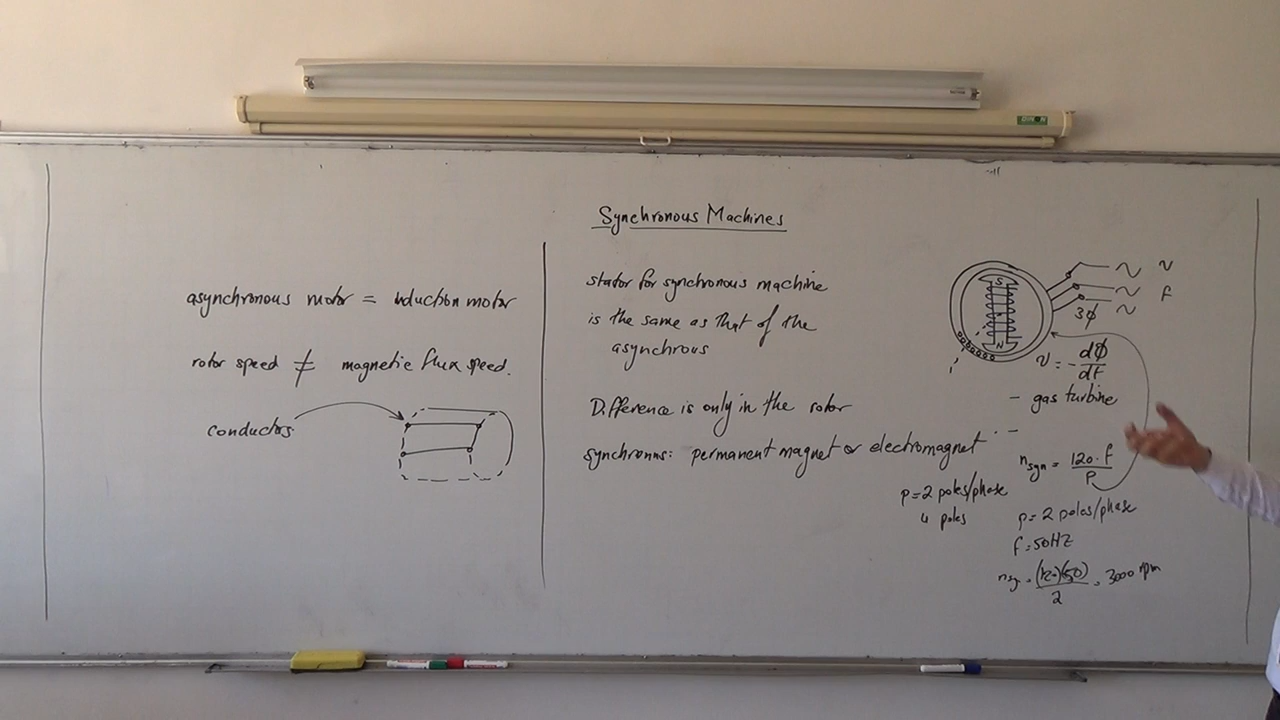 asynchronous motor = induction motor
rotor speed ≠ magnetic flux speed.
conductors
Synchronous Machines
stator for synchronous machine
is the same as that of the
asynchrous
Difference is only in the rotor
synchronus: permanent magnet or electromagnet
p=2 poles/phase
4 poles
S
N
3Φ
v
f
v = -dΦ/dt
- gas turbine
-
nsyn = 120.f/P
p=2 poles/phase
f=50HZ
nsyn = (120)(50)/2 = 3000 rpm